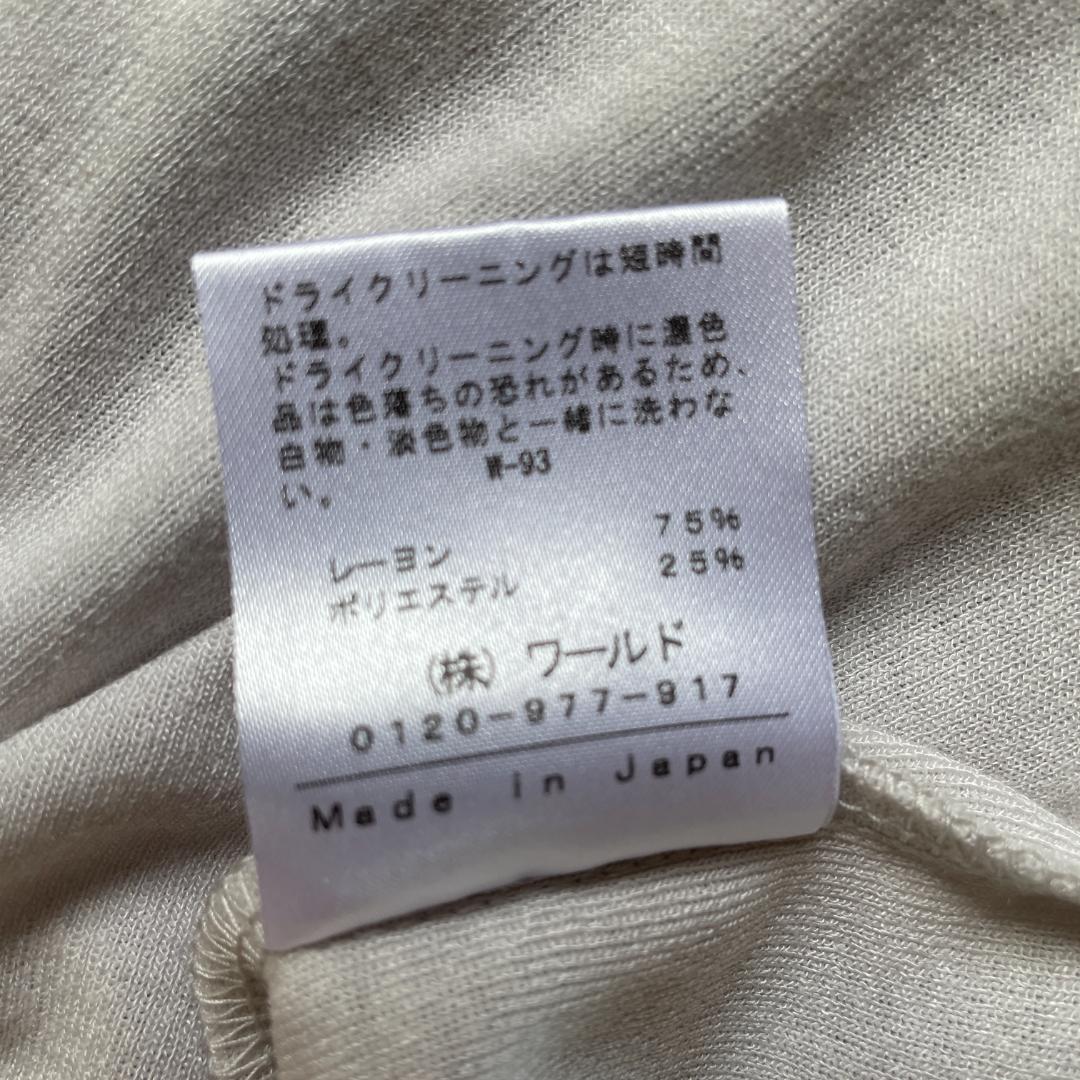 ドライクリーニングは短時間
処理。
ドライクリーニング時に濃色
品は色落ちの恐れがあるため、
白物・淡色物と一緒に洗わな
い。 W-93
レーヨン 75%
ポリエステル 25%
(株) ワールド
0120-977-917
Made in Japan